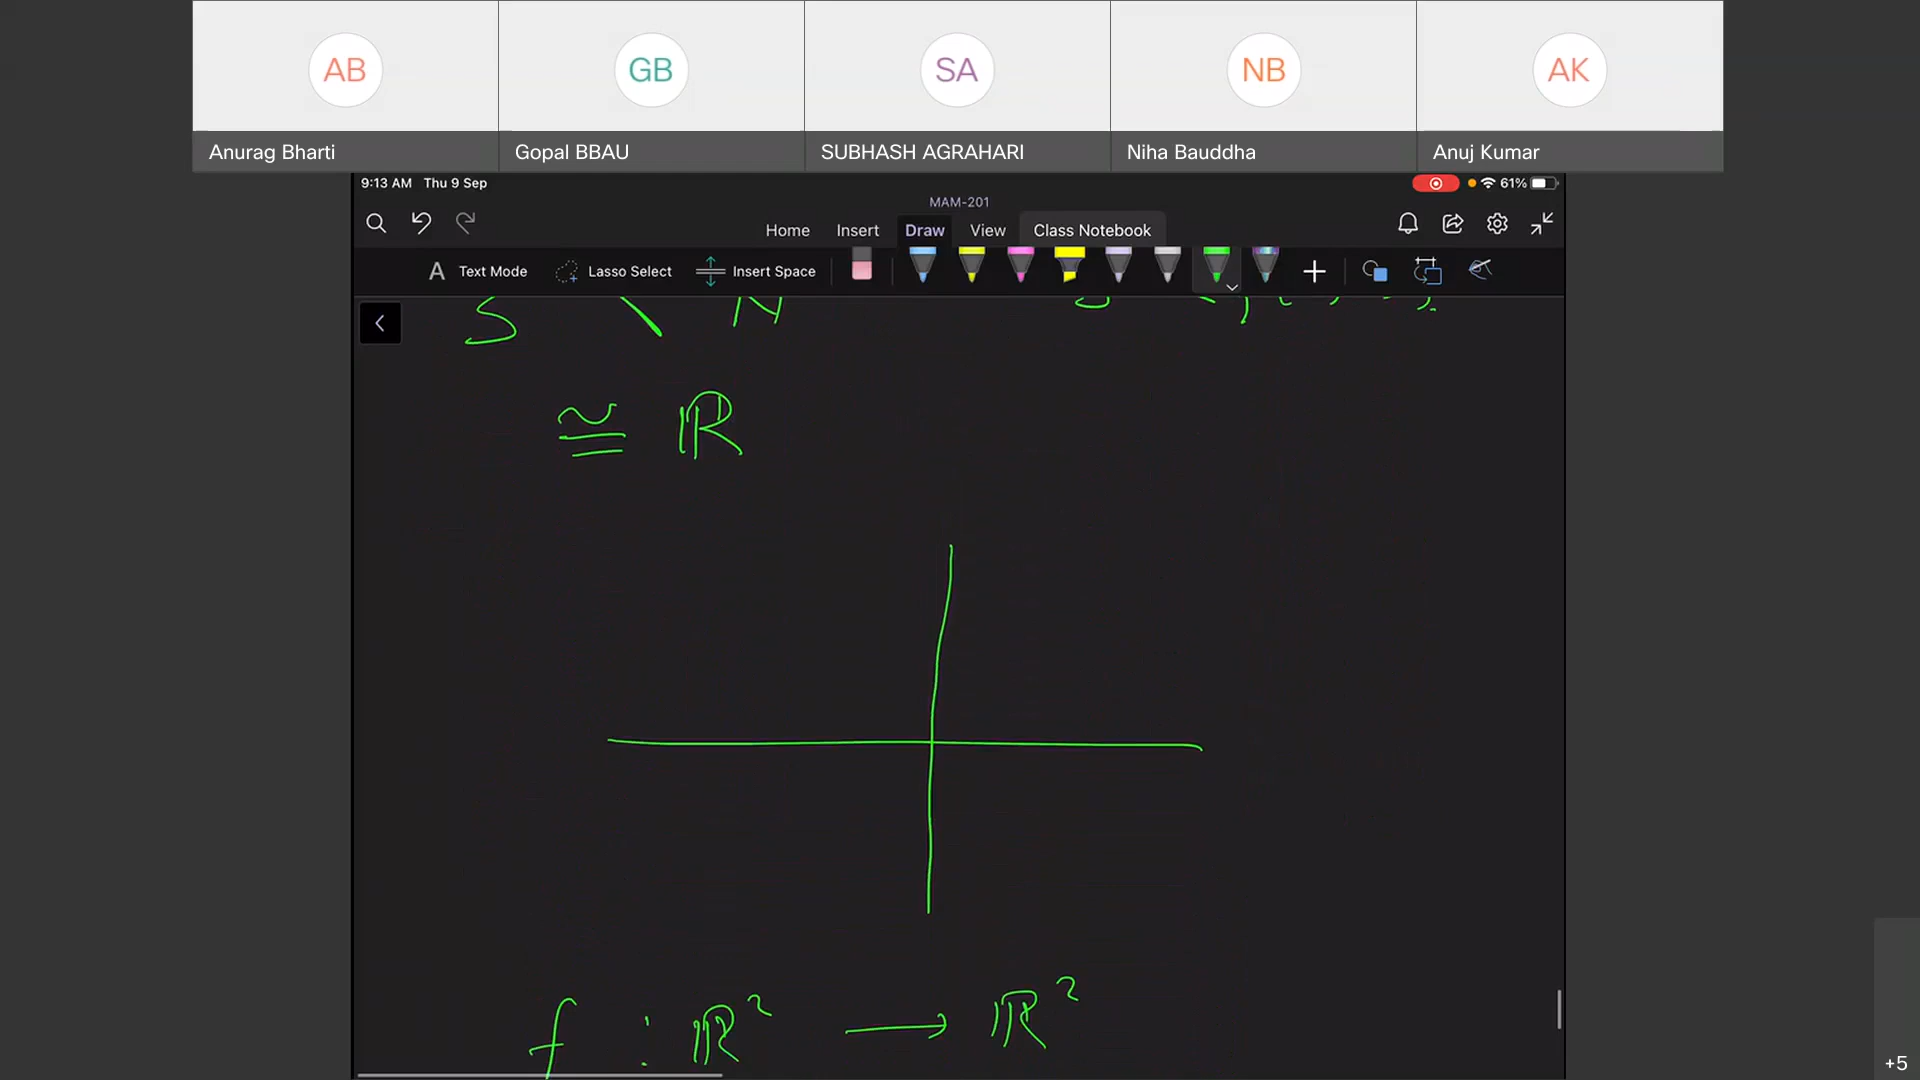 AB GB SA NB AK
Anurag Bharti Gopal BBAU SUBHASH AGRAHARI Niha Bauddha Anuj Kumar
9:13 AM Thu 9 Sep 61%
MAM-201
Home Insert Draw View Class Notebook
A Text Mode Lasso Select Insert Space
S \ N
≅ ℝ
f : ℝ² → ℝ²
+5